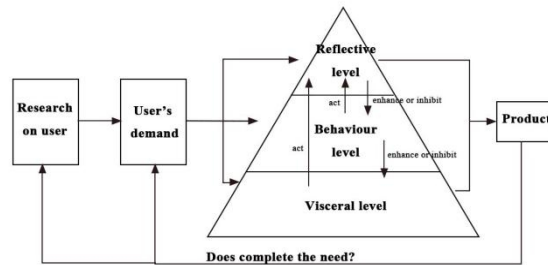 Reflective
level
act
enhance or inhibit
Research
on user
User's
demand
Behaviour
level
Product
act
enhance or inhibit
Visceral level
Does complete the need?